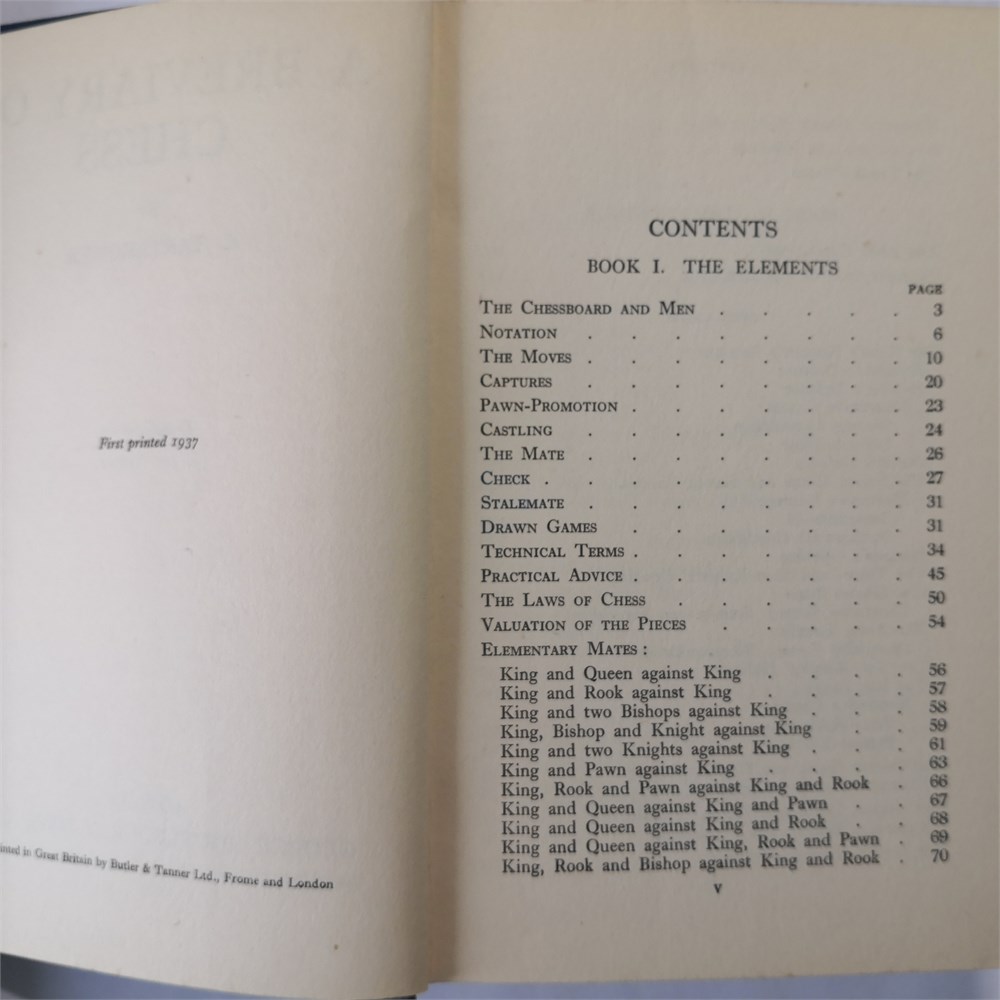 First printed 1937
Great Britain by Butler & Tanner Ltd., Frome and London
CONTENTS
BOOK I. THE ELEMENTS
PAGE
THE CHESSBOARD AND MEN . . . . . 3
NOTATION . . . . . . . . 6
THE MOVES . . . . . . . . 10
CAPTURES . . . . . . . . 20
PAWN-PROMOTION . . . . . . . 23
CASTLING . . . . . . . . 24
THE MATE . . . . . . . . 26
CHECK . . . . . . . . . 27
STALEMATE . . . . . . . . 31
DRAWN GAMES . . . . . . . 31
TECHNICAL TERMS . . . . . . . 34
PRACTICAL ADVICE . . . . . . . 45
THE LAWS OF CHESS . . . . . . 50
VALUATION OF THE PIECES . . . . . 54
ELEMENTARY MATES :
King and Queen against King . . . . 56
King and Rook against King . . . . 57
King and two Bishops against King . . . 58
King, Bishop and Knight against King . . 59
King and two Knights against King . . . 61
King and Pawn against King . . . . 63
King, Rook and Pawn against King and Rook . 66
King and Queen against King and Pawn . . 67
King and Queen against King and Rook . . 68
King and Queen against King, Rook and Pawn . 69
King, Rook and Bishop against King and Rook . 70
v